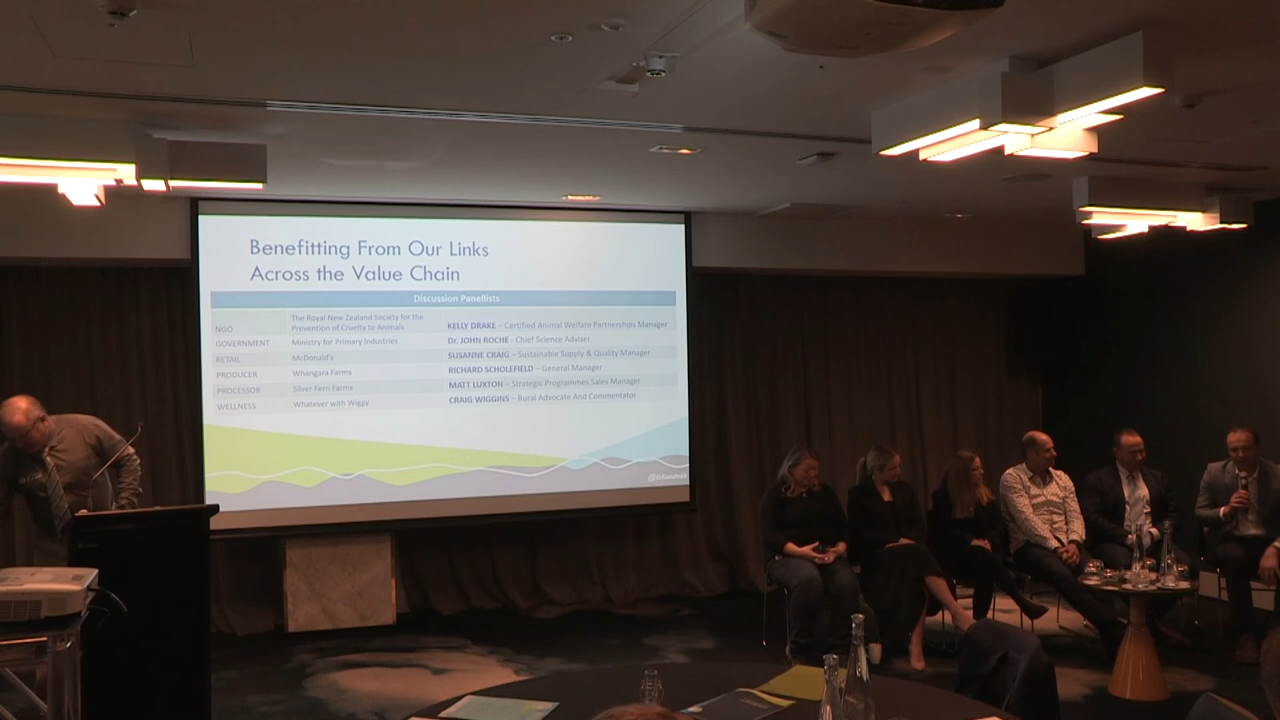 Benefitting From Our Links
Across the Value Chain
Discussion Panellists
NGO
The Royal New Zealand Society for the
Prevention of Cruelty to Animals
KELLY DRAKE – Certified Animal Welfare Partnerships Manager
GOVERNMENT Ministry for Primary Industries Dr. JOHN ROCHE - Chief Science Adviser
RETAIL McDonald's SUSANNE CRAIG – Sustainable Supply & Quality Manager
PRODUCER Whangara Farms RICHARD SCHOLEFIELD – General Manager
PROCESSOR Silver Fern Farms MATT LUXTON – Strategic Programmes Sales Manager
WELLNESS Whatever with Wiggy CRAIG WIGGINS – Rural Advocate And Commentator